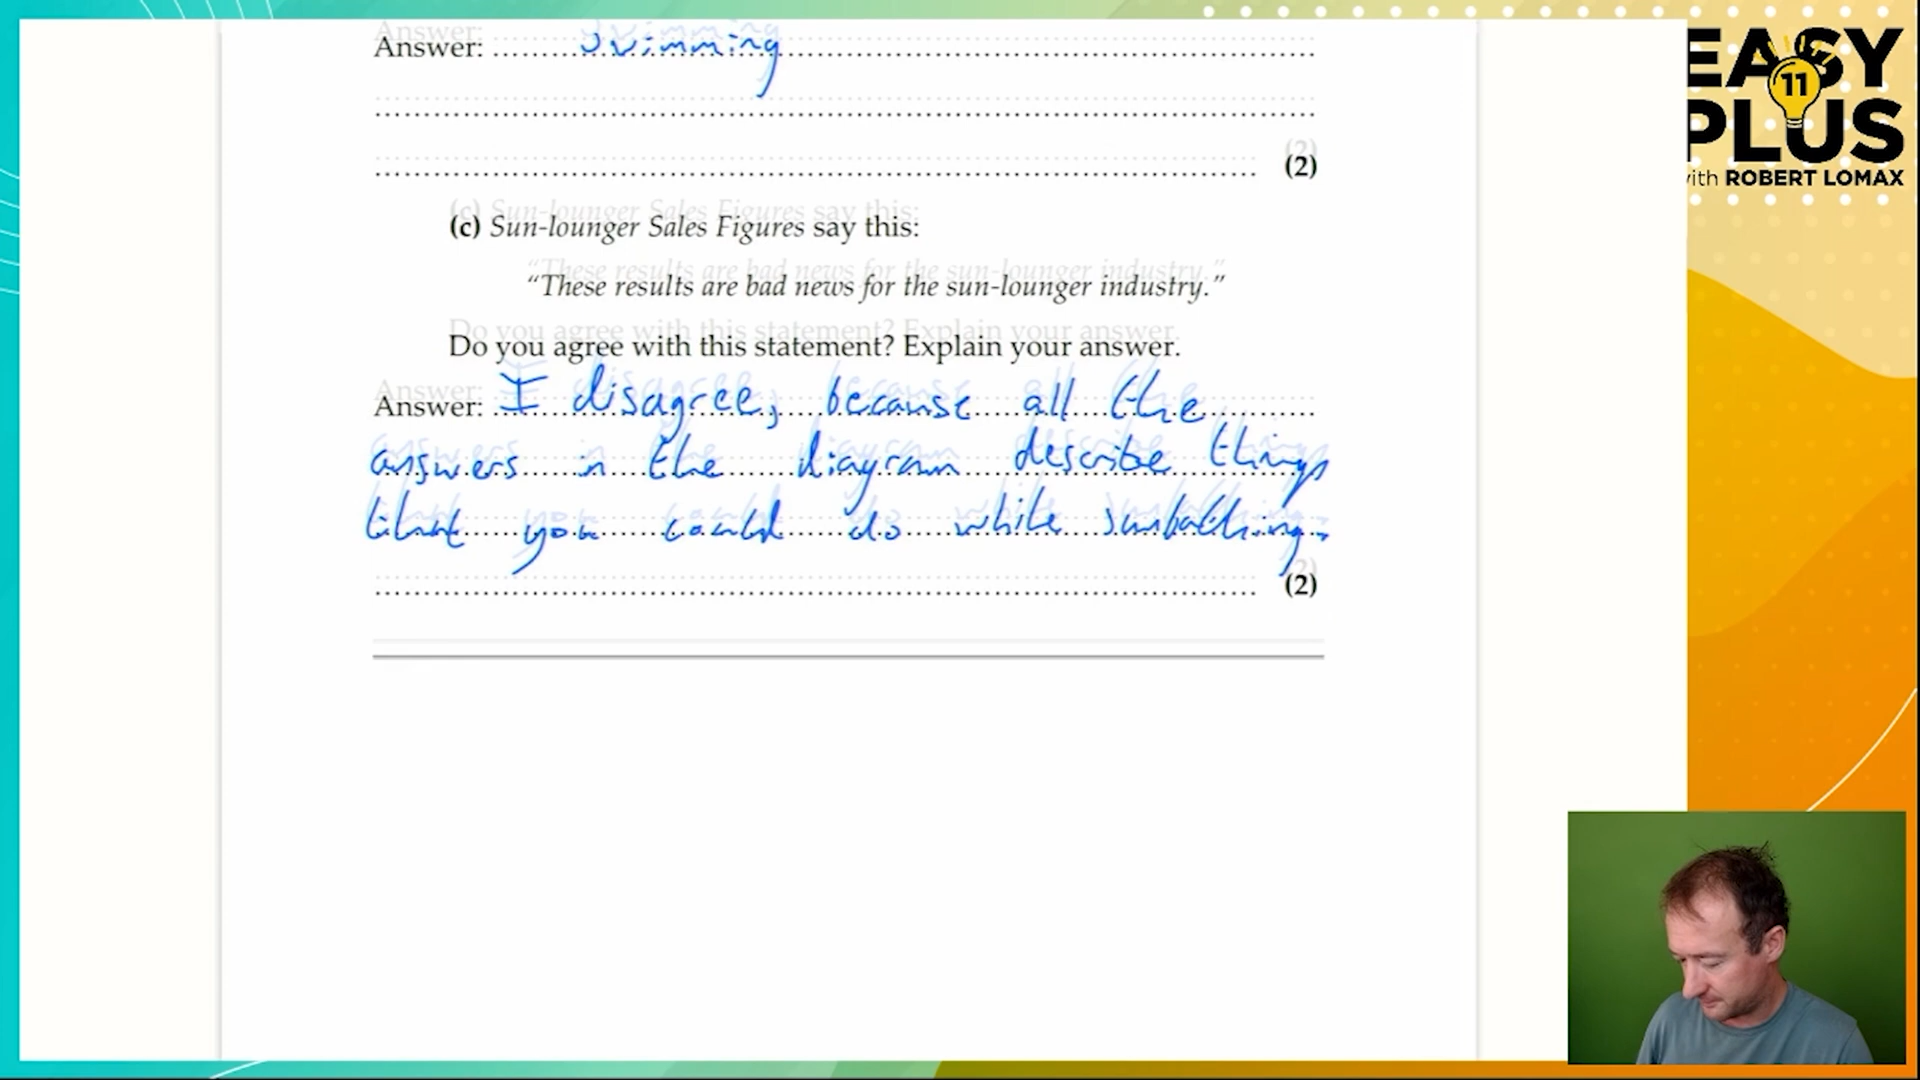 Answer: swimming
(2)
(c) Sun-lounger Sales Figures say this:
“These results are bad news for the sun-lounger industry.”
Do you agree with this statement? Explain your answer.
Answer: I disagree, because all the
answers in the diagram describe things
that you could do while sunbathing.
(2)
EASY
11
PLUS
with ROBERT LOMAX